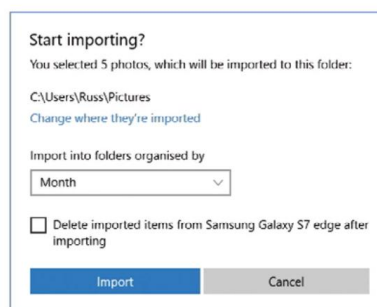 Start importing?
You selected 5 photos, which will be imported to this folder:
C:\Users\Russ\Pictures
Change where they're imported
Import into folders organised by
Month
Delete imported items from Samsung Galaxy S7 edge after
importing
Import
Cancel